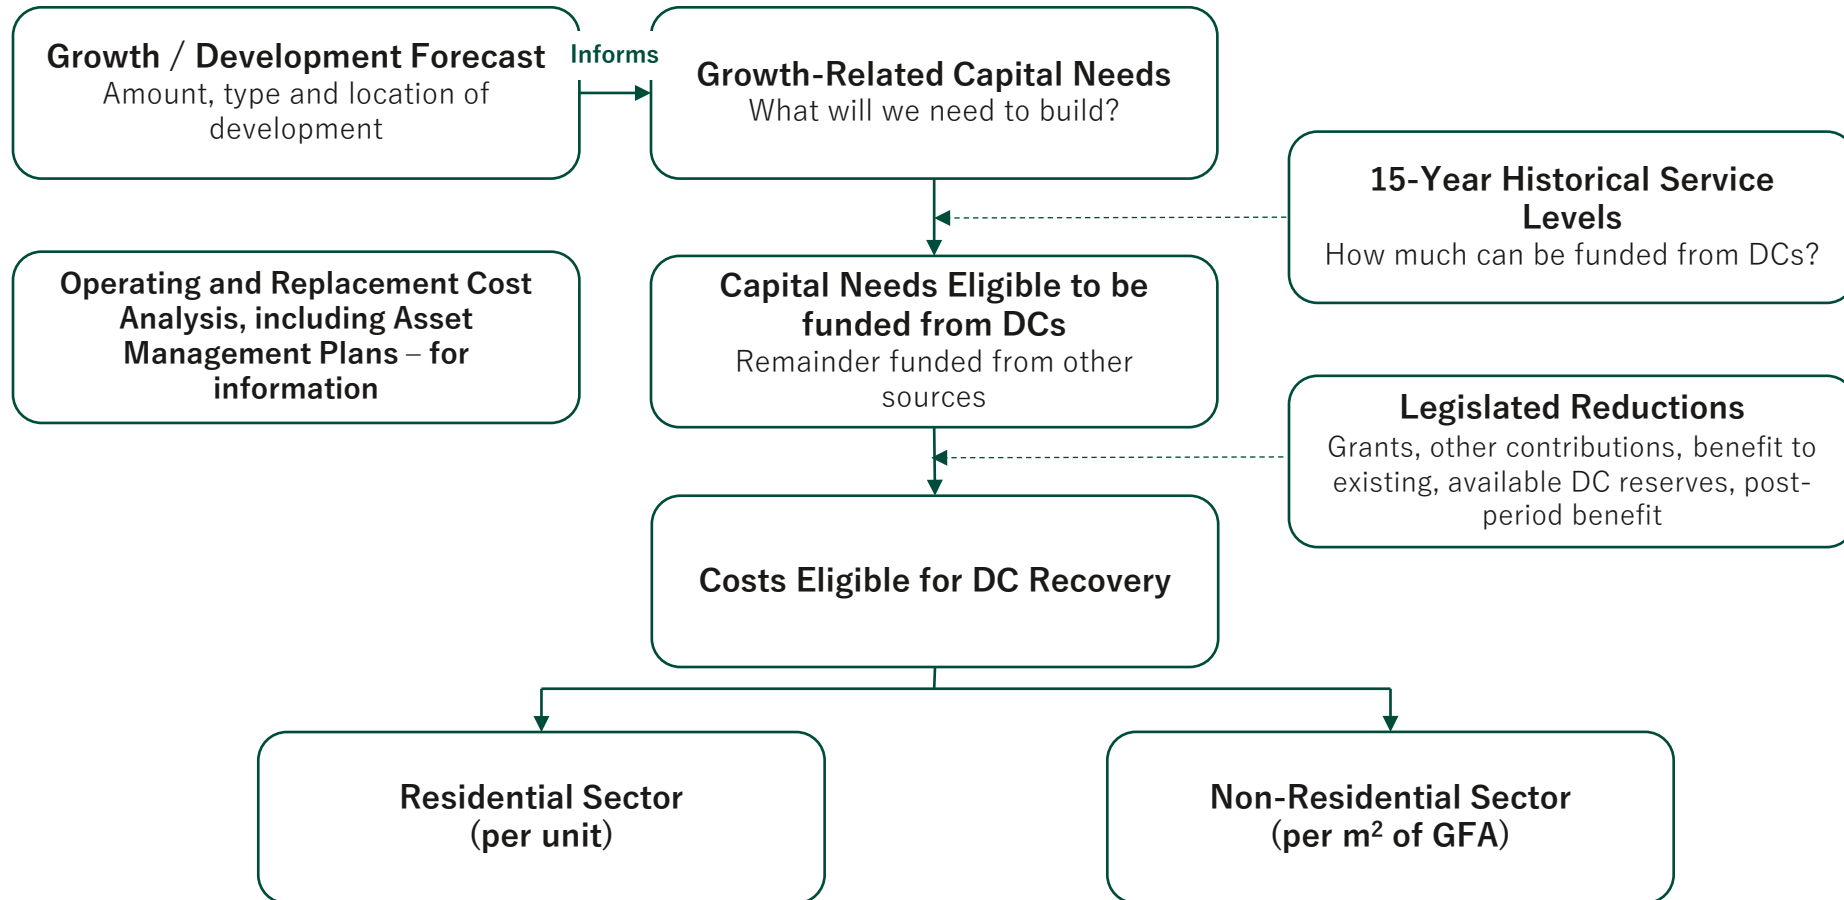 Growth / Development Forecast
Amount, type and location of
development
Informs
Growth-Related Capital Needs
What will we need to build?
15-Year Historical Service
Levels
How much can be funded from DCs?
Operating and Replacement Cost
Analysis, including Asset
Management Plans – for
information
Capital Needs Eligible to be
funded from DCs
Remainder funded from other
sources
Legislated Reductions
Grants, other contributions, benefit to
existing, available DC reserves, post-
period benefit
Costs Eligible for DC Recovery
Residential Sector
(per unit)
Non-Residential Sector
(per m² of GFA)